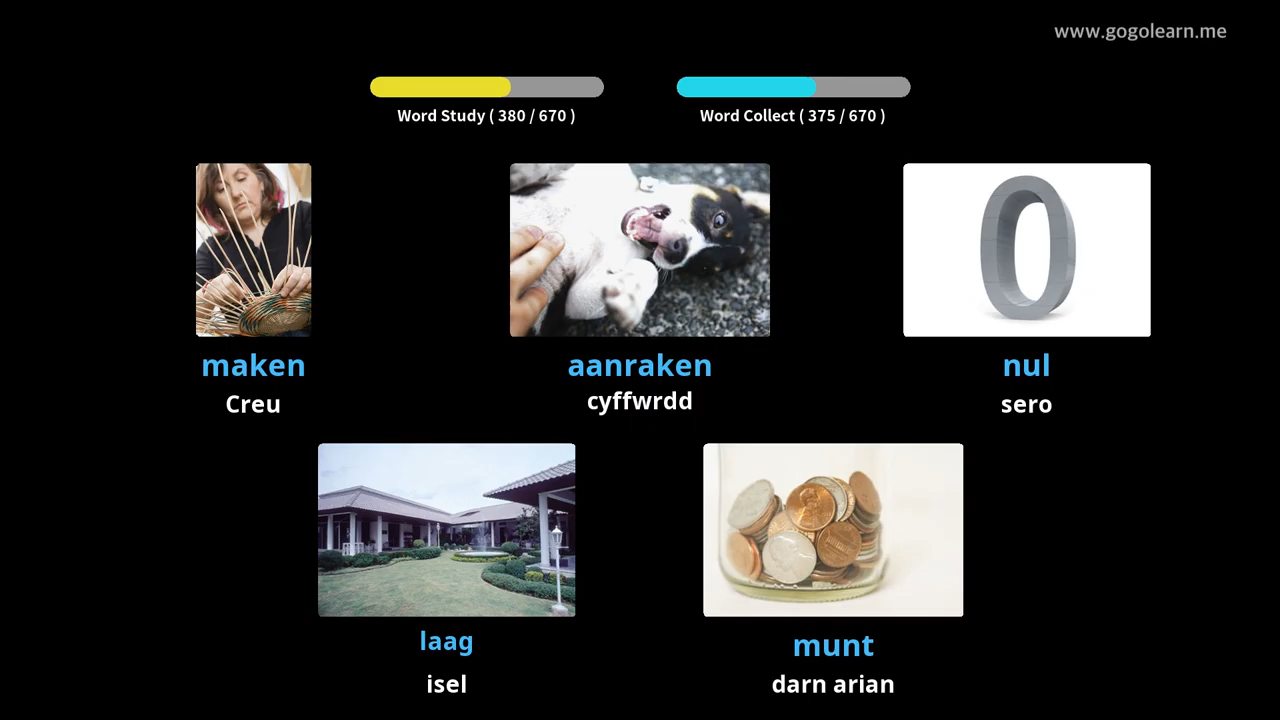 www.gogolearn.me
Word Study ( 380 / 670 )
Word Collect ( 375 / 670 )
maken
Creu
aanraken
cyffwrdd
nul
sero
laag
isel
munt
darn arian